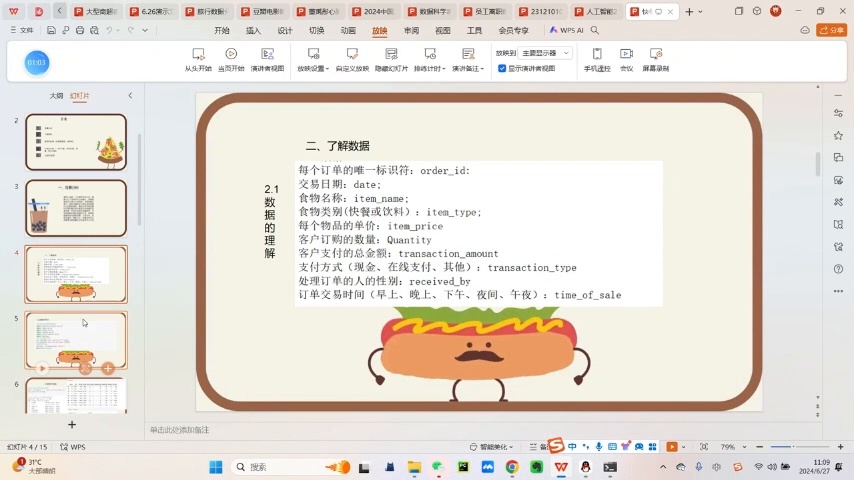 大型商超
6.26演示文
旅行数据
豆瓣电影
董寓彤心
2024中国
数据科学
员工离职
23121010
人工智能
快
文件
开始
插入
设计
切换
动画
放映
审阅
视图
工具
会员专享
WPS AI
分享
01:03
从头开始
当页开始
演讲者视图
放映设置
自定义放映
隐藏幻灯片
排练计时
演讲备注
放映到
主要显示器
显示演讲者视图
手机遥控
会议
屏幕录制
大纲
幻灯片
2
3
4
5
6
二、了解数据
2.1
数
据
的
理
解
每个订单的唯一标识符：order_id:
交易日期：date;
食物名称：item_name;
食物类别(快餐或饮料）：item_type;
每个物品的单价：item_price
客户订购的数量：Quantity
客户支付的总金额：transaction_amount
支付方式（现金、在线支付、其他）：transaction_type
处理订单的人的性别：received_by
订单交易时间（早上、晚上、下午、夜间、午夜）：time_of_sale
单击此处添加备注
幻灯片 4 / 15
WPS
智能美化
备
中
79%
31°C
大部晴朗
搜索
11:09
2024/6/27